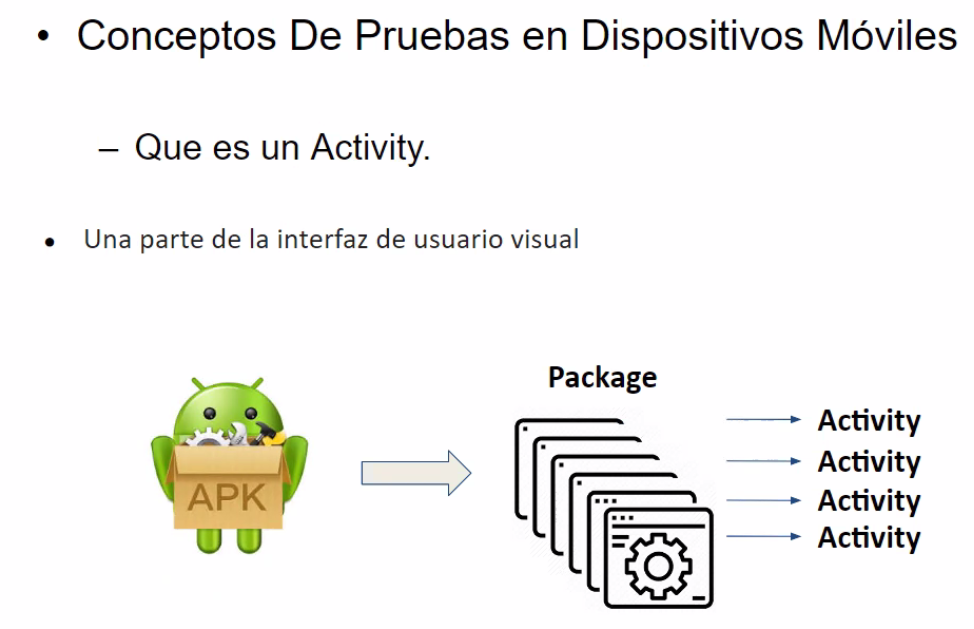 • Conceptos De Pruebas en Dispositivos Móviles
– Que es un Activity.
• Una parte de la interfaz de usuario visual
APK
Package
Activity
Activity
Activity
Activity